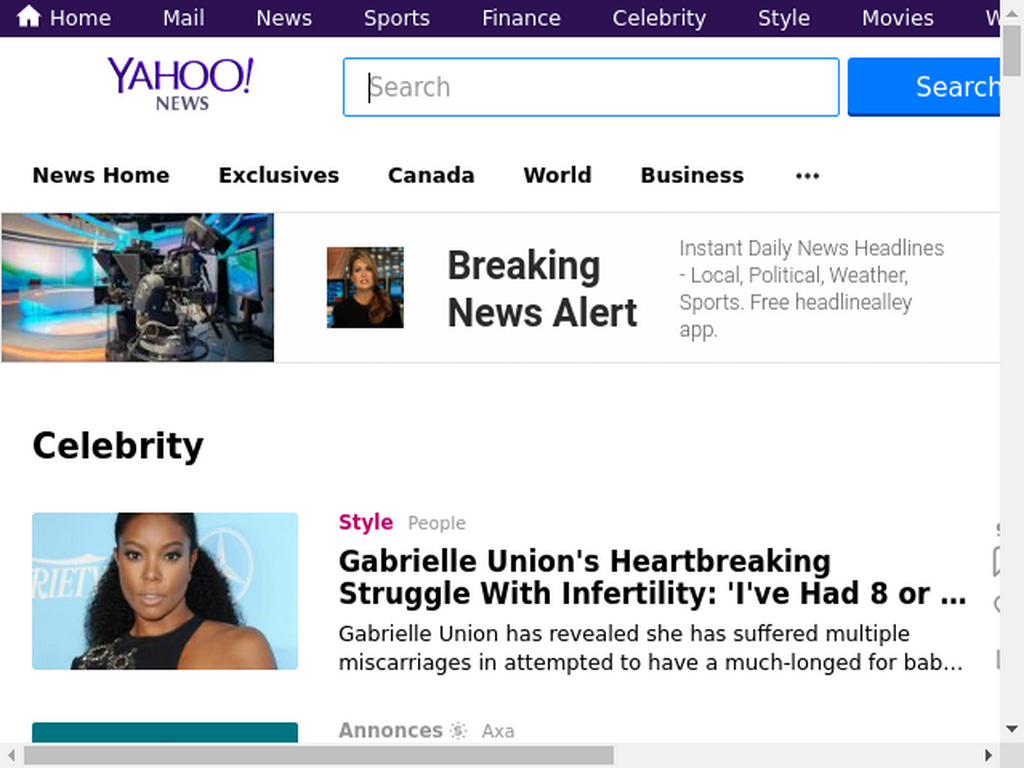 Home Mail News Sports Finance Celebrity Style Movies
YAHOO!
NEWS
Search
Search
News Home Exclusives Canada World Business
Breaking
News Alert
Instant Daily News Headlines
- Local, Political, Weather,
Sports. Free headlinealley
app.
Celebrity
Style People
Gabrielle Union's Heartbreaking
Struggle With Infertility: 'I've Had 8 or ...
Gabrielle Union has revealed she has suffered multiple
miscarriages in attempted to have a much-longed for bab...
Annonces Axa